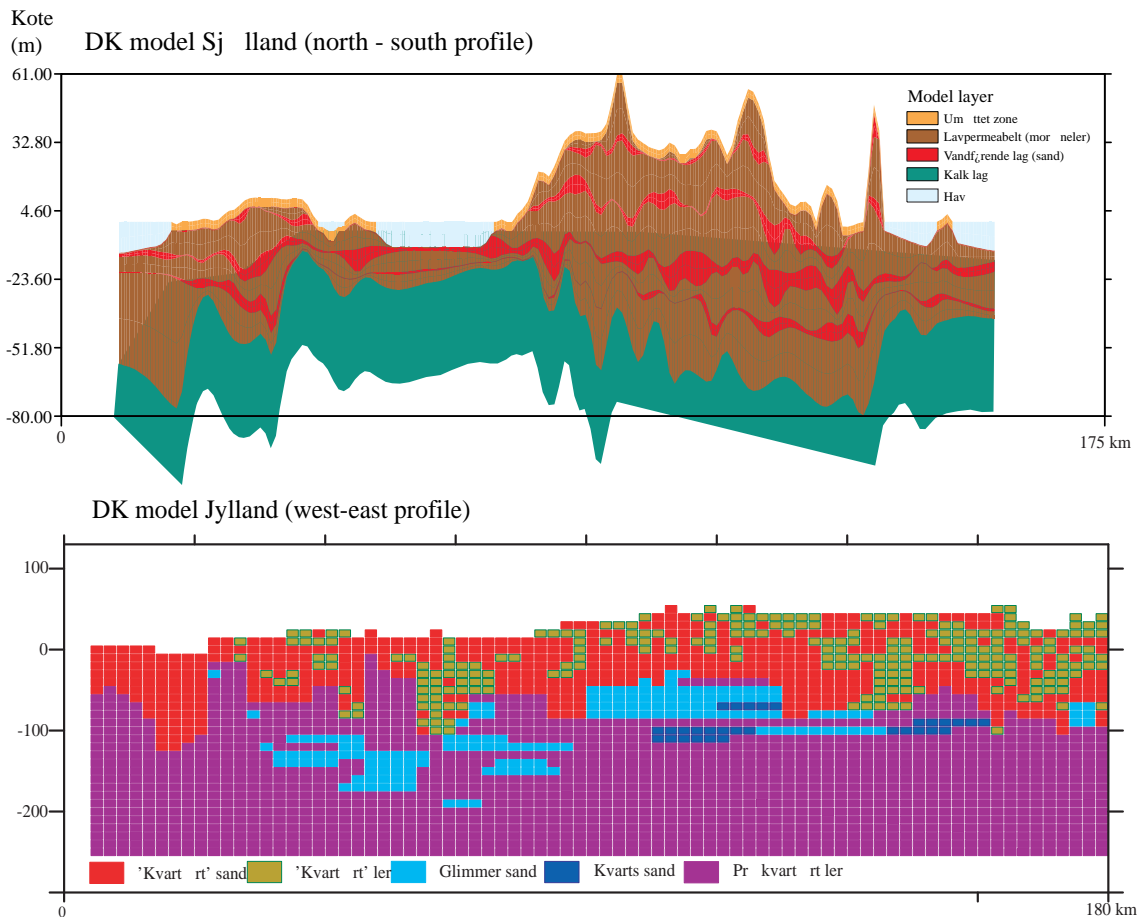 Kote
(m)
DK model Sj lland (north - south profile)
61.00
32.80
4.60
-23.60
-51.80
-80.00
0
175 km
Model layer
Um ttet zone
Lavpermeabelt (mor neler)
Vandf¿rende lag (sand)
Kalk lag
Hav
DK model Jylland (west-east profile)
100
0
-100
-200
'Kvart rt' sand
'Kvart rt' ler
Glimmer sand
Kvarts sand
Pr kvart rt ler
0
180 km